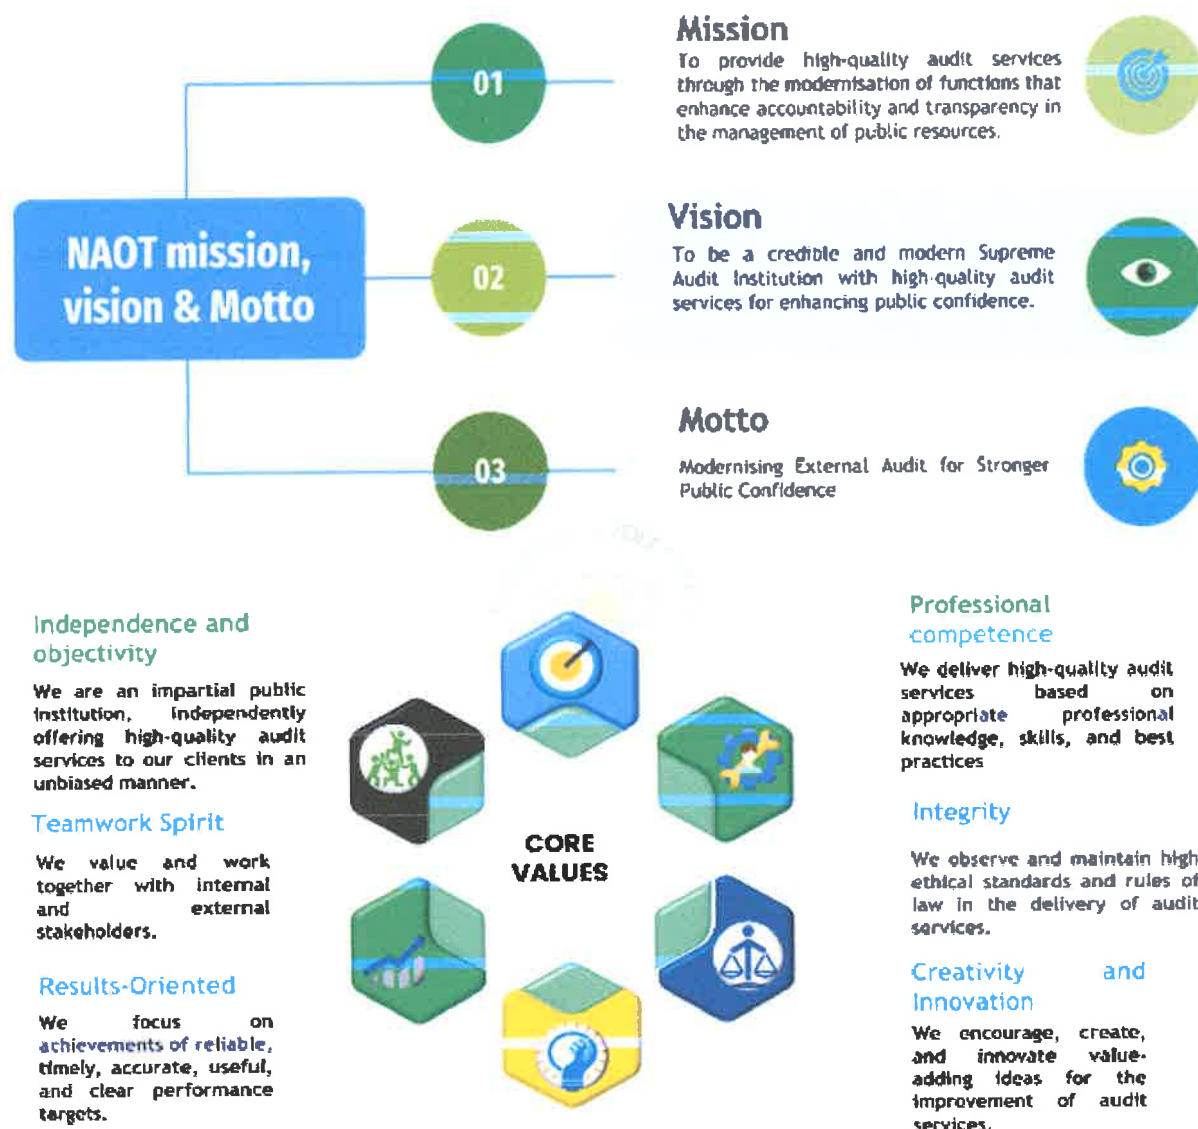 NAOT mission,
vision & Motto
01
Mission
To provide high-quality audit services
through the modernisation of functions that
enhance accountability and transparency in
the management of public resources.
02
Vision
To be a credible and modern Supreme
Audit Institution with high-quality audit
services for enhancing public confidence.
03
Motto
Modernising External Audit for Stronger
Public Confidence
Independence and
objectivity
We are an impartial public
institution, independently
offering high-quality audit
services to our clients in an
unbiased manner.
Teamwork Spirit
We value and work
together with internal
and external
stakeholders.
Results-Oriented
We focus on
achievements of reliable,
timely, accurate, useful,
and clear performance
targets.
CORE
VALUES
Professional
competence
We deliver high-quality audit
services based on
appropriate professional
knowledge, skills, and best
practices
Integrity
We observe and maintain high
ethical standards and rules of
law in the delivery of audit
services.
Creativity and
Innovation
We encourage, create,
and innovate value-
adding ideas for the
improvement of audit
services.